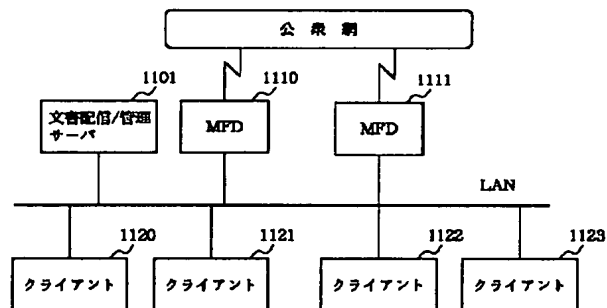 公衆網
1101
1110
1111
文書配信/管理
サーバ
MFD
MFD
LAN
1120
1121
1122
1123
クライアント
クライアント
クライアント
クライアント